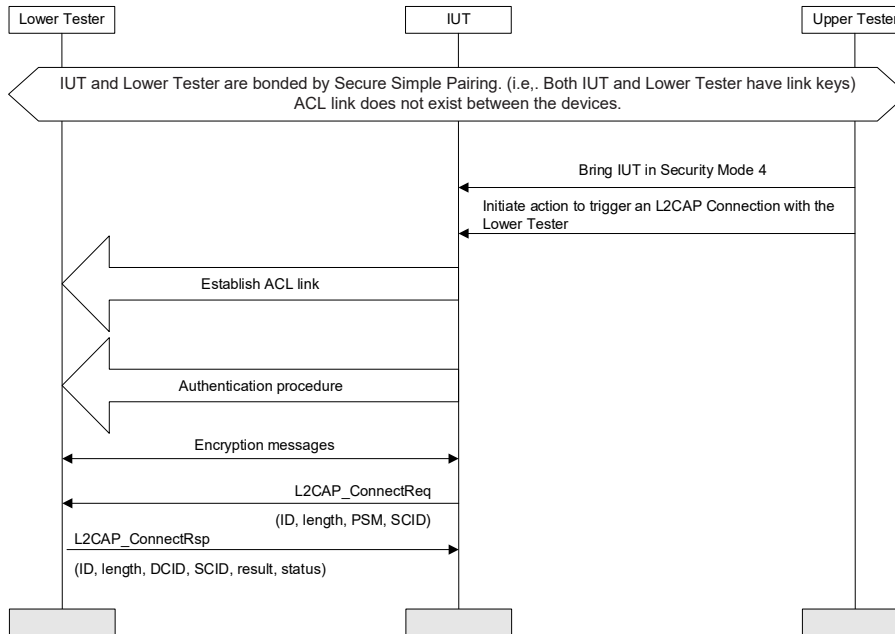 Lower Tester
IUT
Upper Tester
IUT and Lower Tester are bonded by Secure Simple Pairing. (i.e,. Both IUT and Lower Tester have link keys)
ACL link does not exist between the devices.
Bring IUT in Security Mode 4
Initiate action to trigger an L2CAP Connection with the
Lower Tester
Establish ACL link
Authentication procedure
Encryption messages
L2CAP_ConnectReq
(ID, length, PSM, SCID)
L2CAP_ConnectRsp
(ID, length, DCID, SCID, result, status)